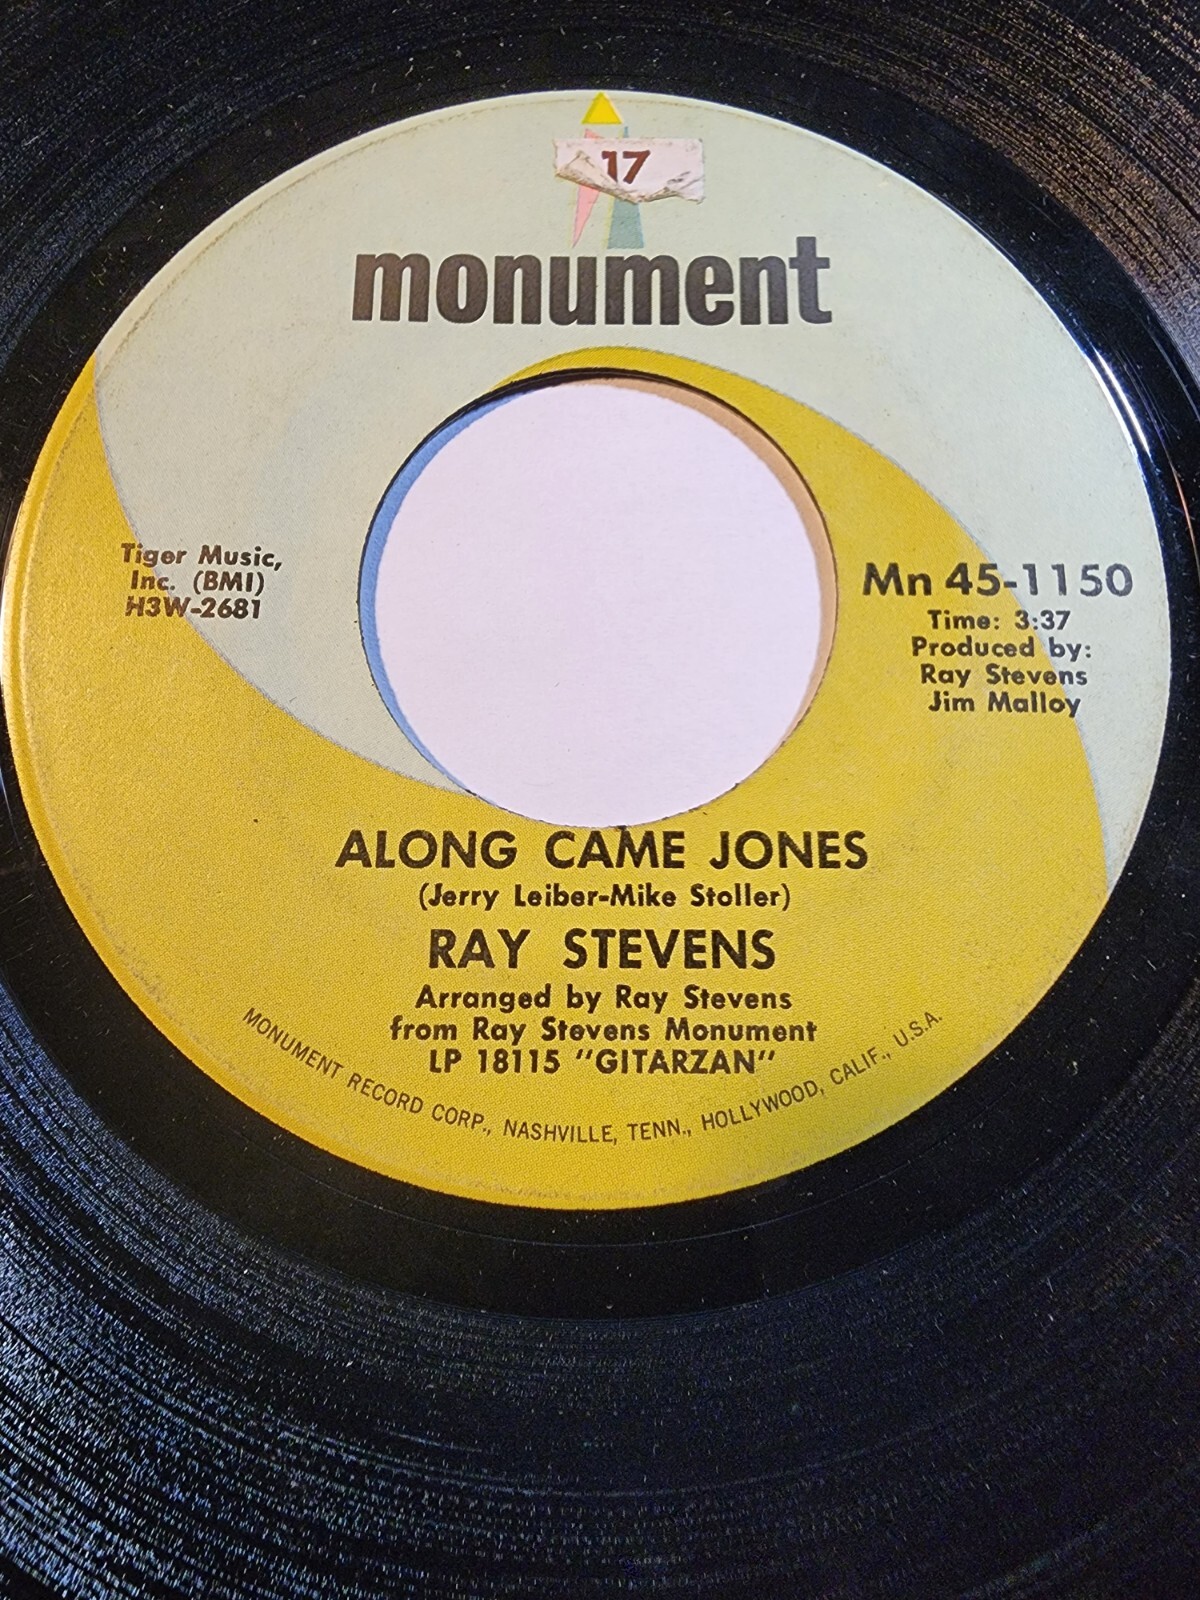 17
monument
Tiger Music,
Inc. (BMI)
H3W-2681
Mn 45-1150
Time: 3:37
Produced by:
Ray Stevens
Jim Malloy
ALONG CAME JONES
(Jerry Leiber-Mike Stoller)
RAY STEVENS
Arranged by Ray Stevens
from Ray Stevens Monument
LP 18115 "GITARZAN"
MONUMENT RECORD CORP., NASHVILLE, TENN., HOLLYWOOD, CALIF., U.S.A.